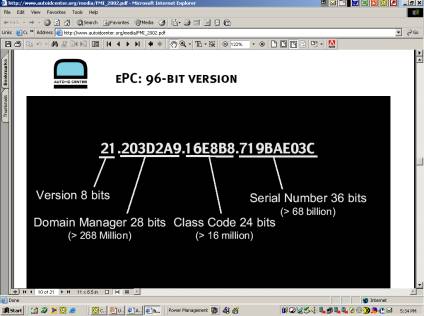 http://www.autoidcenter.org/media/FMI_2002.pdf - Microsoft Internet Explorer
File Edit View Favorites Tools Help
Search Favorites Media
Links Address http://www.autoidcenter.org/media/FMI_2002.pdf Go
122%
Bookmarks
Thumbnails
AUTO-ID CENTER
EPC: 96-BIT VERSION
21.203D2A9.16E8B8.719BAE03C
Version 8 bits
Serial Number 36 bits
(> 68 billion)
Domain Manager 28 bits Class Code 24 bits
(> 268 Million) (> 16 million)
10 of 21 11 x 8.5 in
Done Internet
Start Power Management 5:34 PM